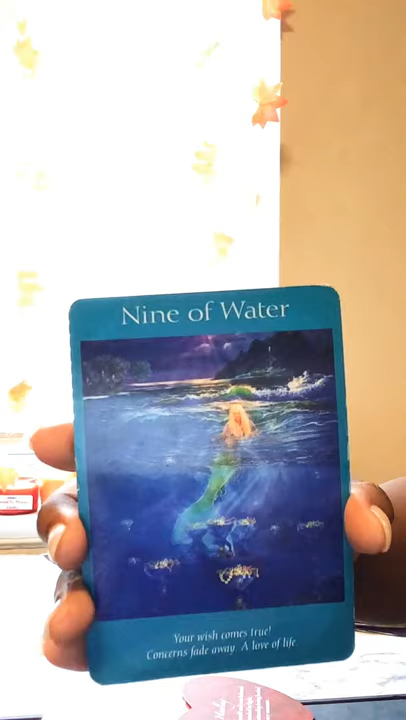 Nine of Water
Your wish comes true!
Concerns fade away. A love of life.